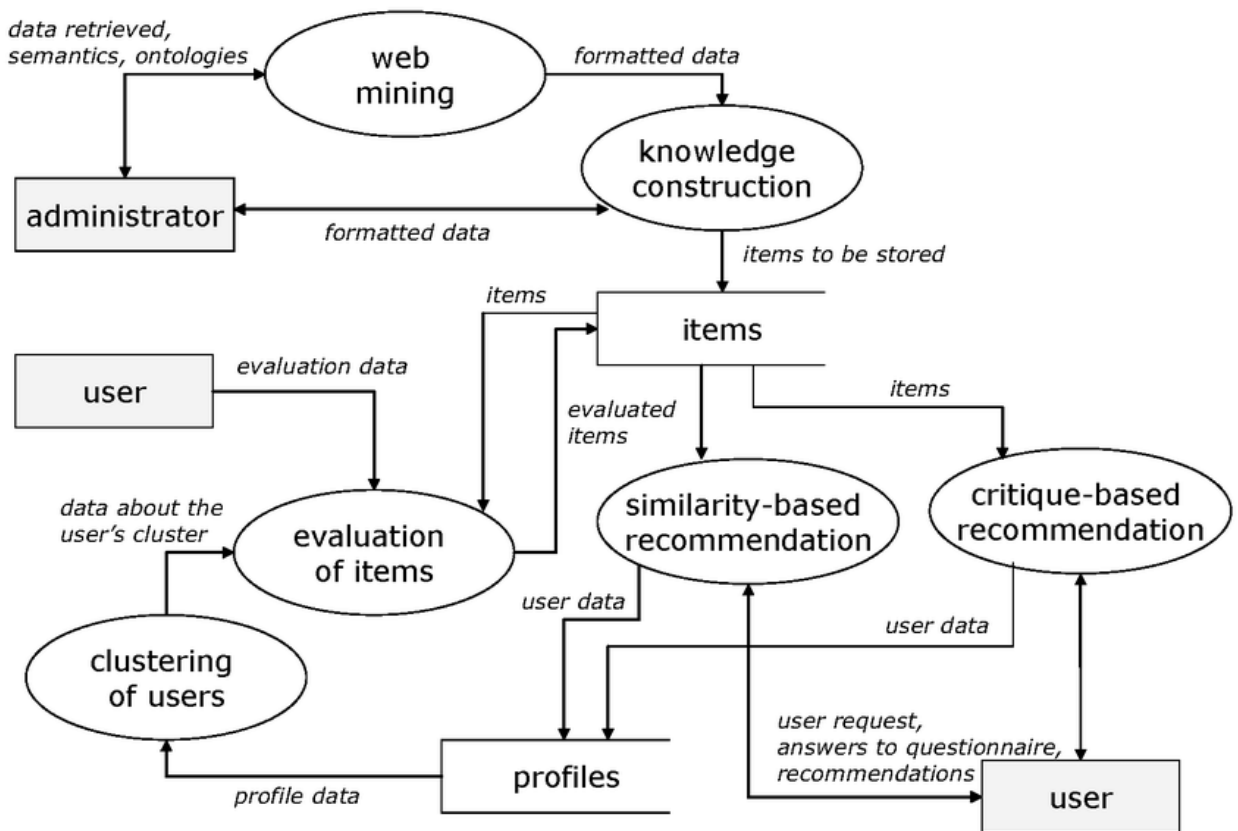 data retrieved,
semantics, ontologies
web
mining
formatted data
knowledge
construction
administrator
formatted data
items to be stored
items
items
user
evaluation data
evaluated
items
items
data about the
user's cluster
evaluation
of items
similarity-based
recommendation
critique-based
recommendation
user data
user data
clustering
of users
user request,
answers to questionnaire,
recommendations
profiles
profile data
user